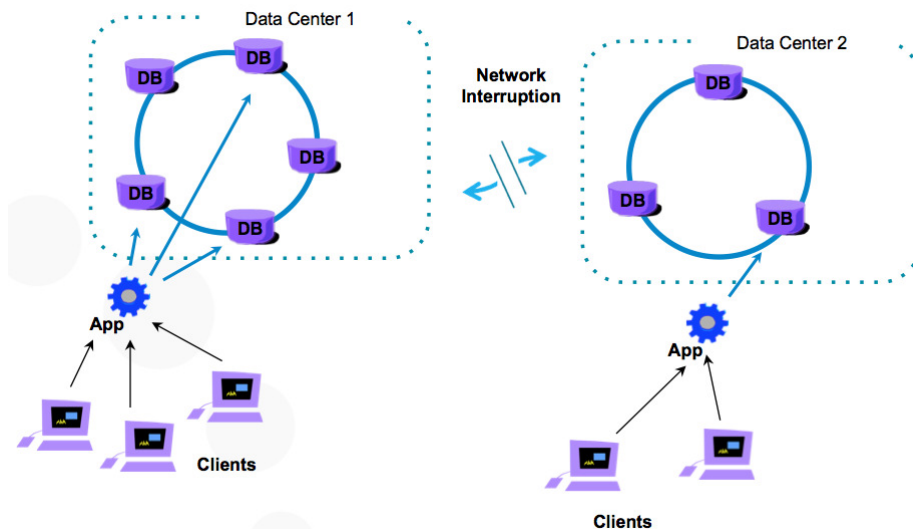 Data Center 1
DB
DB
DB
DB
DB
App
Clients
Network
Interruption
Data Center 2
DB
DB
DB
App
Clients